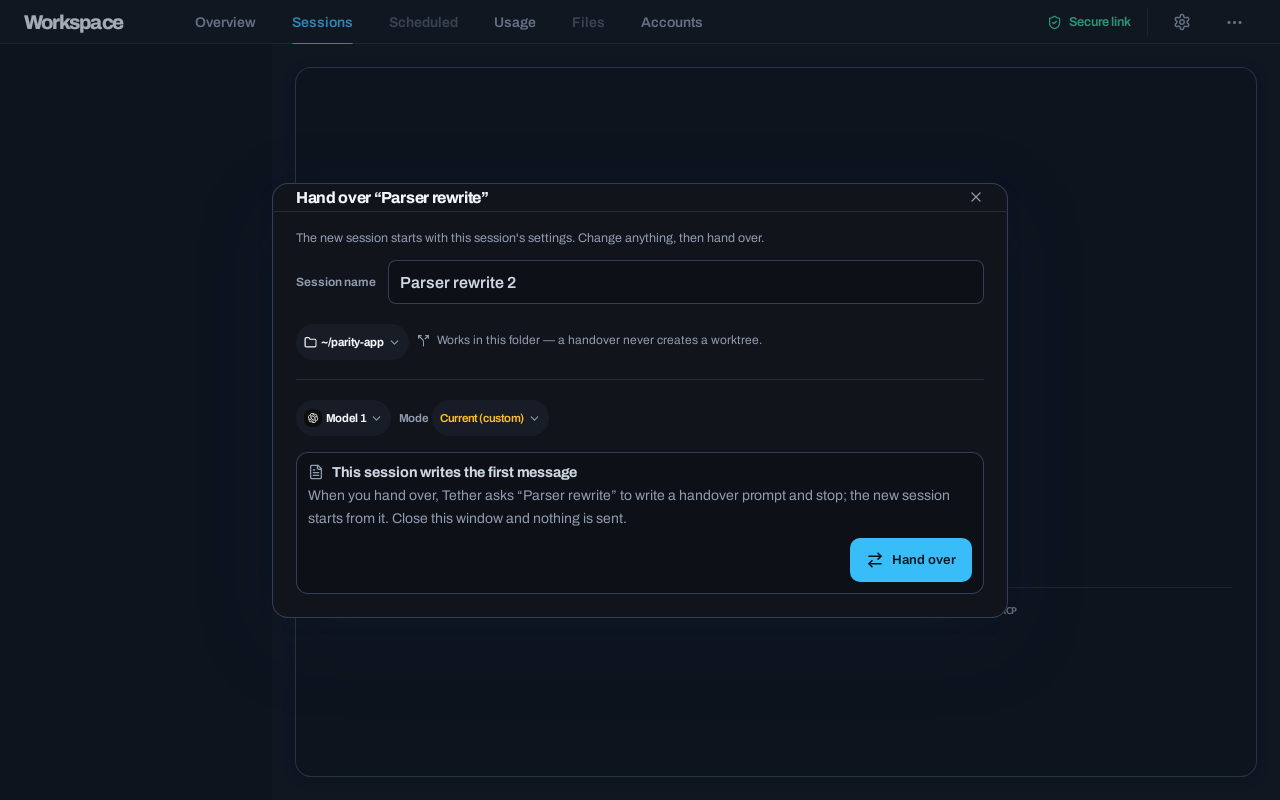 Workspace
Overview
Sessions
Scheduled
Usage
Files
Accounts
Secure link
Hand over “Parser rewrite”
The new session starts with this session's settings. Change anything, then hand over.
Session name
Parser rewrite 2
~/parity-app
Works in this folder — a handover never creates a worktree.
Model 1
Mode
Current (custom)
This session writes the first message
When you hand over, Tether asks “Parser rewrite” to write a handover prompt and stop; the new session
starts from it. Close this window and nothing is sent.
Hand over